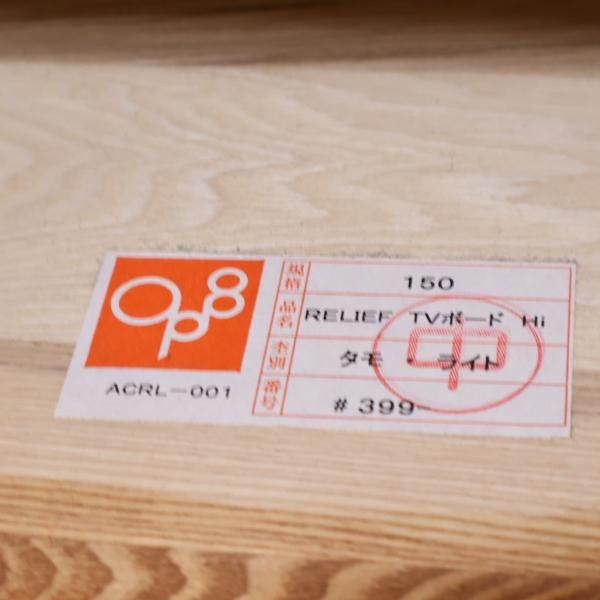 Op8
ACRL-001
規格 150
品名 RELIEF TVボード Hi
木別 タモ・ライト
番号 #399-
中